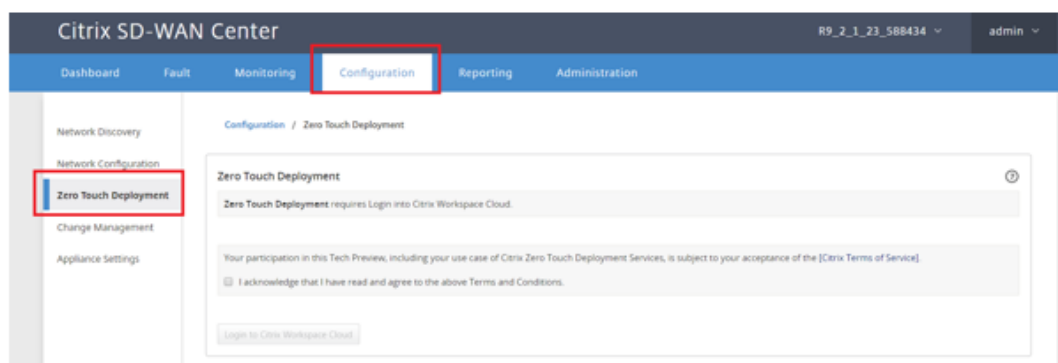 Citrix SD-WAN Center
R9_2_1_23_588434
admin
Dashboard
Fault
Monitoring
Configuration
Reporting
Administration
Network Discovery
Network Configuration
Zero Touch Deployment
Change Management
Appliance Settings
Configuration / Zero Touch Deployment
Zero Touch Deployment
Zero Touch Deployment requires Login into Citrix Workspace Cloud.
Your participation in this Tech Preview, including your use case of Citrix Zero Touch Deployment Services, is subject to your acceptance of the [Citrix Terms of Service].
I acknowledge that I have read and agree to the above Terms and Conditions.
Login to Citrix Workspace Cloud